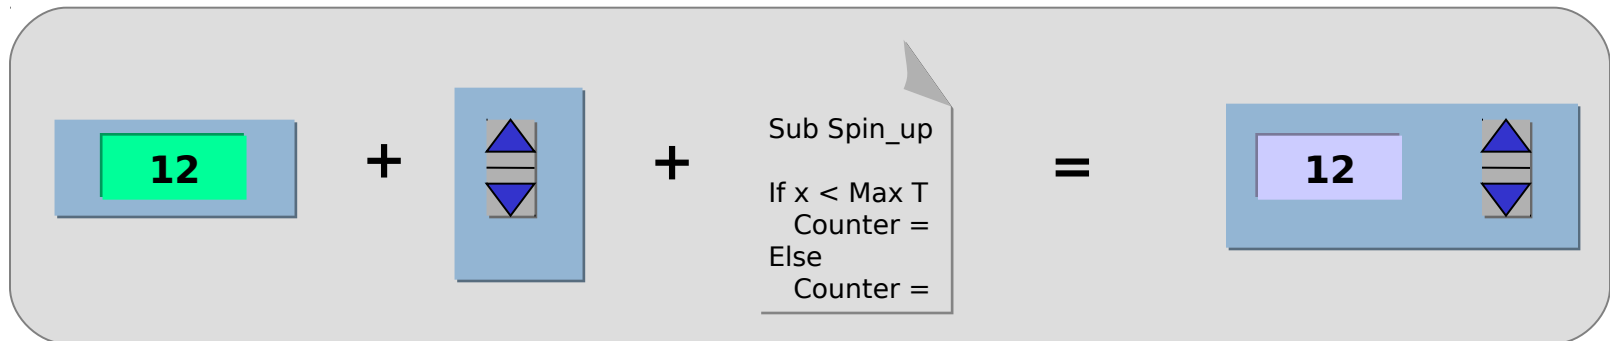 12
+
+
Sub Spin_up
If x < Max T
Counter =
Else
Counter =
=
12